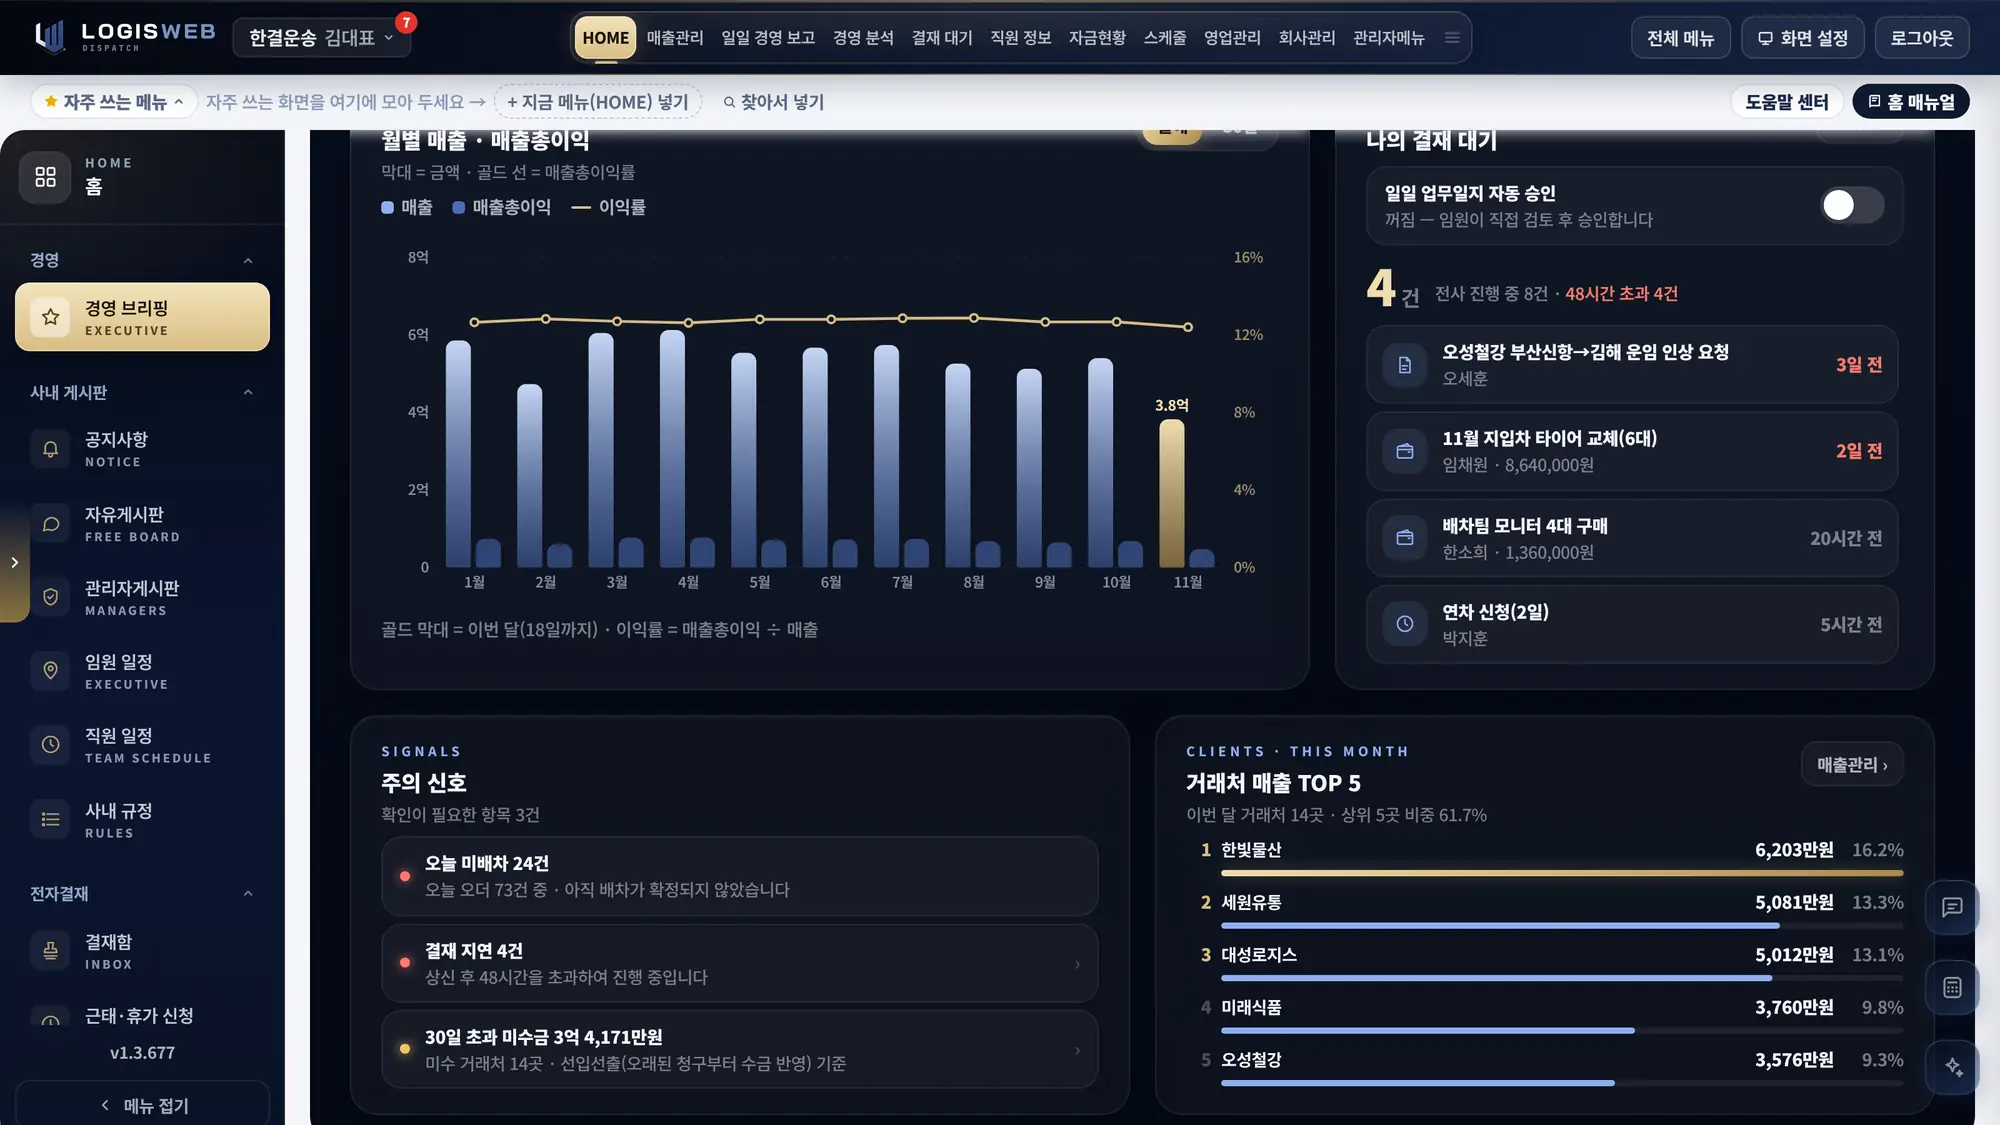 LOGISWEB
DISPATCH
한결운송 김대표
7
HOME
매출관리
일일 경영 보고
경영 분석
결재 대기
직원 정보
자금현황
스케줄
영업관리
회사관리
관리자메뉴
전체 메뉴
화면 설정
로그아웃
자주 쓰는 메뉴
자주 쓰는 화면을 여기에 모아 두세요 →
+ 지금 메뉴(HOME) 넣기
찾아서 넣기
도움말 센터
홈 매뉴얼
HOME
홈
경영
경영 브리핑
EXECUTIVE
사내 게시판
공지사항
NOTICE
자유게시판
FREE BOARD
관리자게시판
MANAGERS
임원 일정
EXECUTIVE
직원 일정
TEAM SCHEDULE
사내 규정
RULES
전자결재
결재함
INBOX
근태·휴가 신청
v1.3.677
메뉴 접기
월별 매출 · 매출총이익
막대 = 금액 · 골드 선 = 매출총이익률
매출
매출총이익
이익률
8억
16%
6억
12%
4억
8%
2억
4%
0
0%
3.8억
1월
2월
3월
4월
5월
6월
7월
8월
9월
10월
11월
골드 막대 = 이번 달(18일까지) · 이익률 = 매출총이익 ÷ 매출
나의 결재 대기
일일 업무일지 자동 승인
꺼짐 — 임원이 직접 검토 후 승인합니다
4건
전사 진행 중 8건 · 48시간 초과 4건
오성철강 부산신항→김해 운임 인상 요청
오세훈
3일 전
11월 지입차 타이어 교체(6대)
임채원 · 8,640,000원
2일 전
배차팀 모니터 4대 구매
한소희 · 1,360,000원
20시간 전
연차 신청(2일)
박지훈
5시간 전
SIGNALS
주의 신호
확인이 필요한 항목 3건
오늘 미배차 24건
오늘 오더 73건 중 · 아직 배차가 확정되지 않았습니다
결재 지연 4건
상신 후 48시간을 초과하여 진행 중입니다
30일 초과 미수금 3억 4,171만원
미수 거래처 14곳 · 선입선출(오래된 청구부터 수금 반영) 기준
CLIENTS · THIS MONTH
거래처 매출 TOP 5
매출관리 ›
이번 달 거래처 14곳 · 상위 5곳 비중 61.7%
1 한빛물산 6,203만원 16.2%
2 세원유통 5,081만원 13.3%
3 대성로지스 5,012만원 13.1%
4 미래식품 3,760만원 9.8%
5 오성철강 3,576만원 9.3%